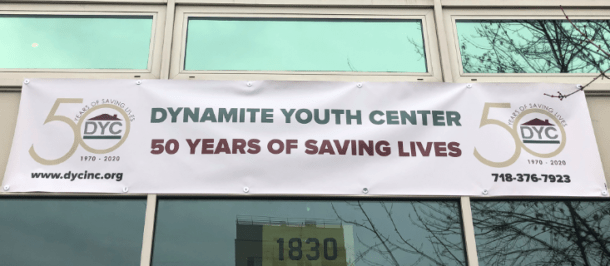 50
YEARS OF SAVING LIVES
DYC
1970 - 2020
www.dycinc.org
DYNAMITE YOUTH CENTER
50 YEARS OF SAVING LIVES
50
YEARS OF SAVING LIVES
DYC
1970 - 2020
718-376-7923
1830